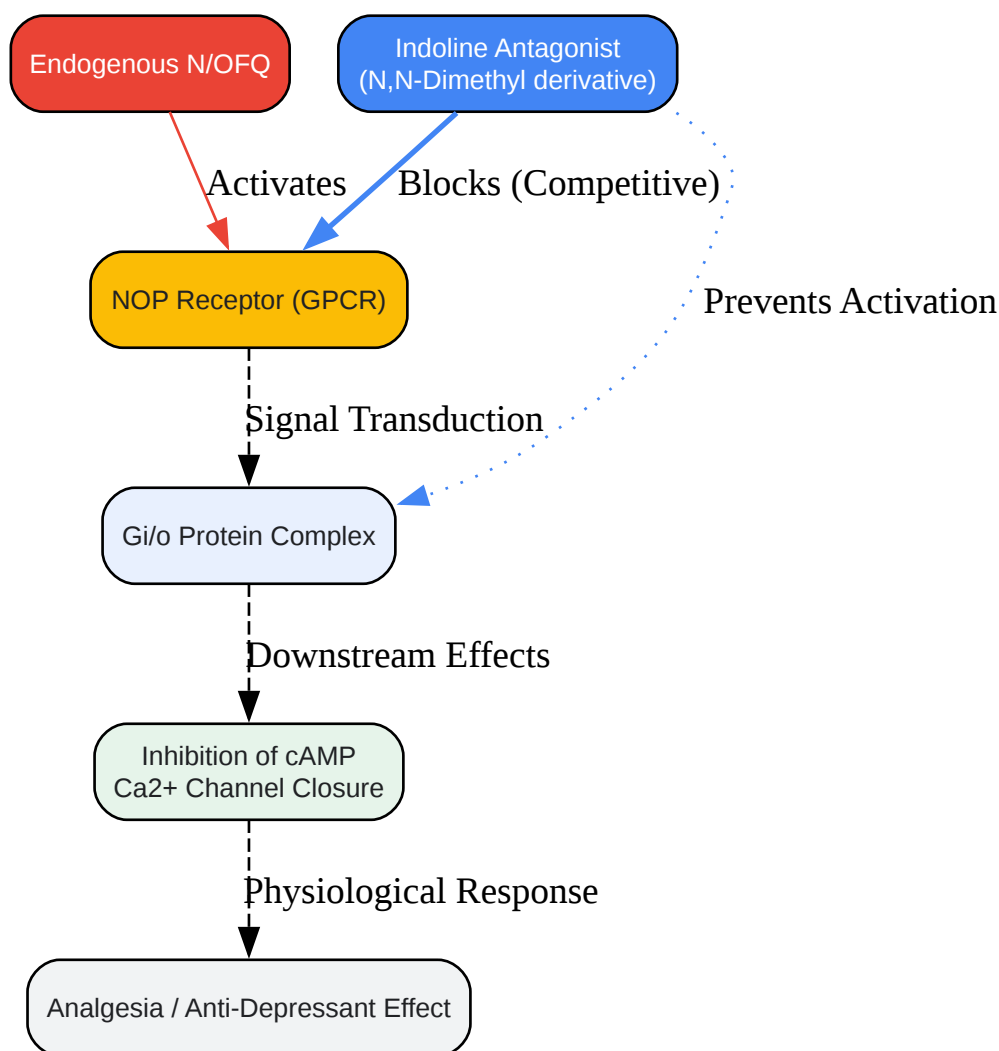 Endogenous N/OFQ
Indoline Antagonist
(N,N-Dimethyl derivative)
Activates
Blocks (Competitive)
NOP Receptor (GPCR)
Prevents Activation
Signal Transduction
Gi/o Protein Complex
Downstream Effects
Inhibition of cAMP
Ca2+ Channel Closure
Physiological Response
Analgesia / Anti-Depressant Effect